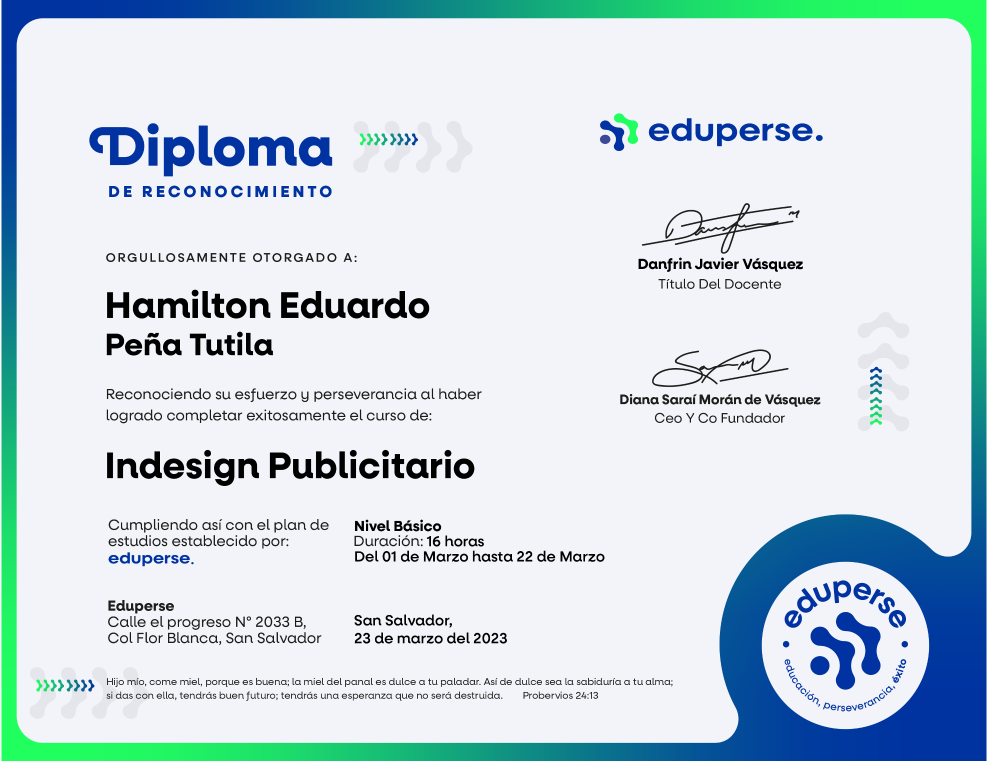 Diploma
DE RECONOCIMIENTO
ORGULLOSAMENTE OTORGADO A:
Hamilton Eduardo
Peña Tutila
Reconociendo su esfuerzo y perseverancia al haber
logrado completar exitosamente el curso de:
Indesign Publicitario
Cumpliendo así con el plan de
estudios establecido por:
eduperse.
Nivel Básico
Duración: 16 horas
Del 01 de Marzo hasta 22 de Marzo
Eduperse
Calle el progreso N° 2033 B,
Col Flor Blanca, San Salvador
San Salvador,
23 de marzo del 2023
Hijo mío, come miel, porque es buena; la miel del panal es dulce a tu paladar. Así de dulce sea la sabiduría a tu alma;
si das con ella, tendrás buen futuro; tendrás una esperanza que no será destruida. Probervios 24:13
eduperse.
Danfrin Javier Vásquez
Título Del Docente
Diana Saraí Morán de Vásquez
Ceo Y Co Fundador
eduperse
educación, perseverancia, éxito